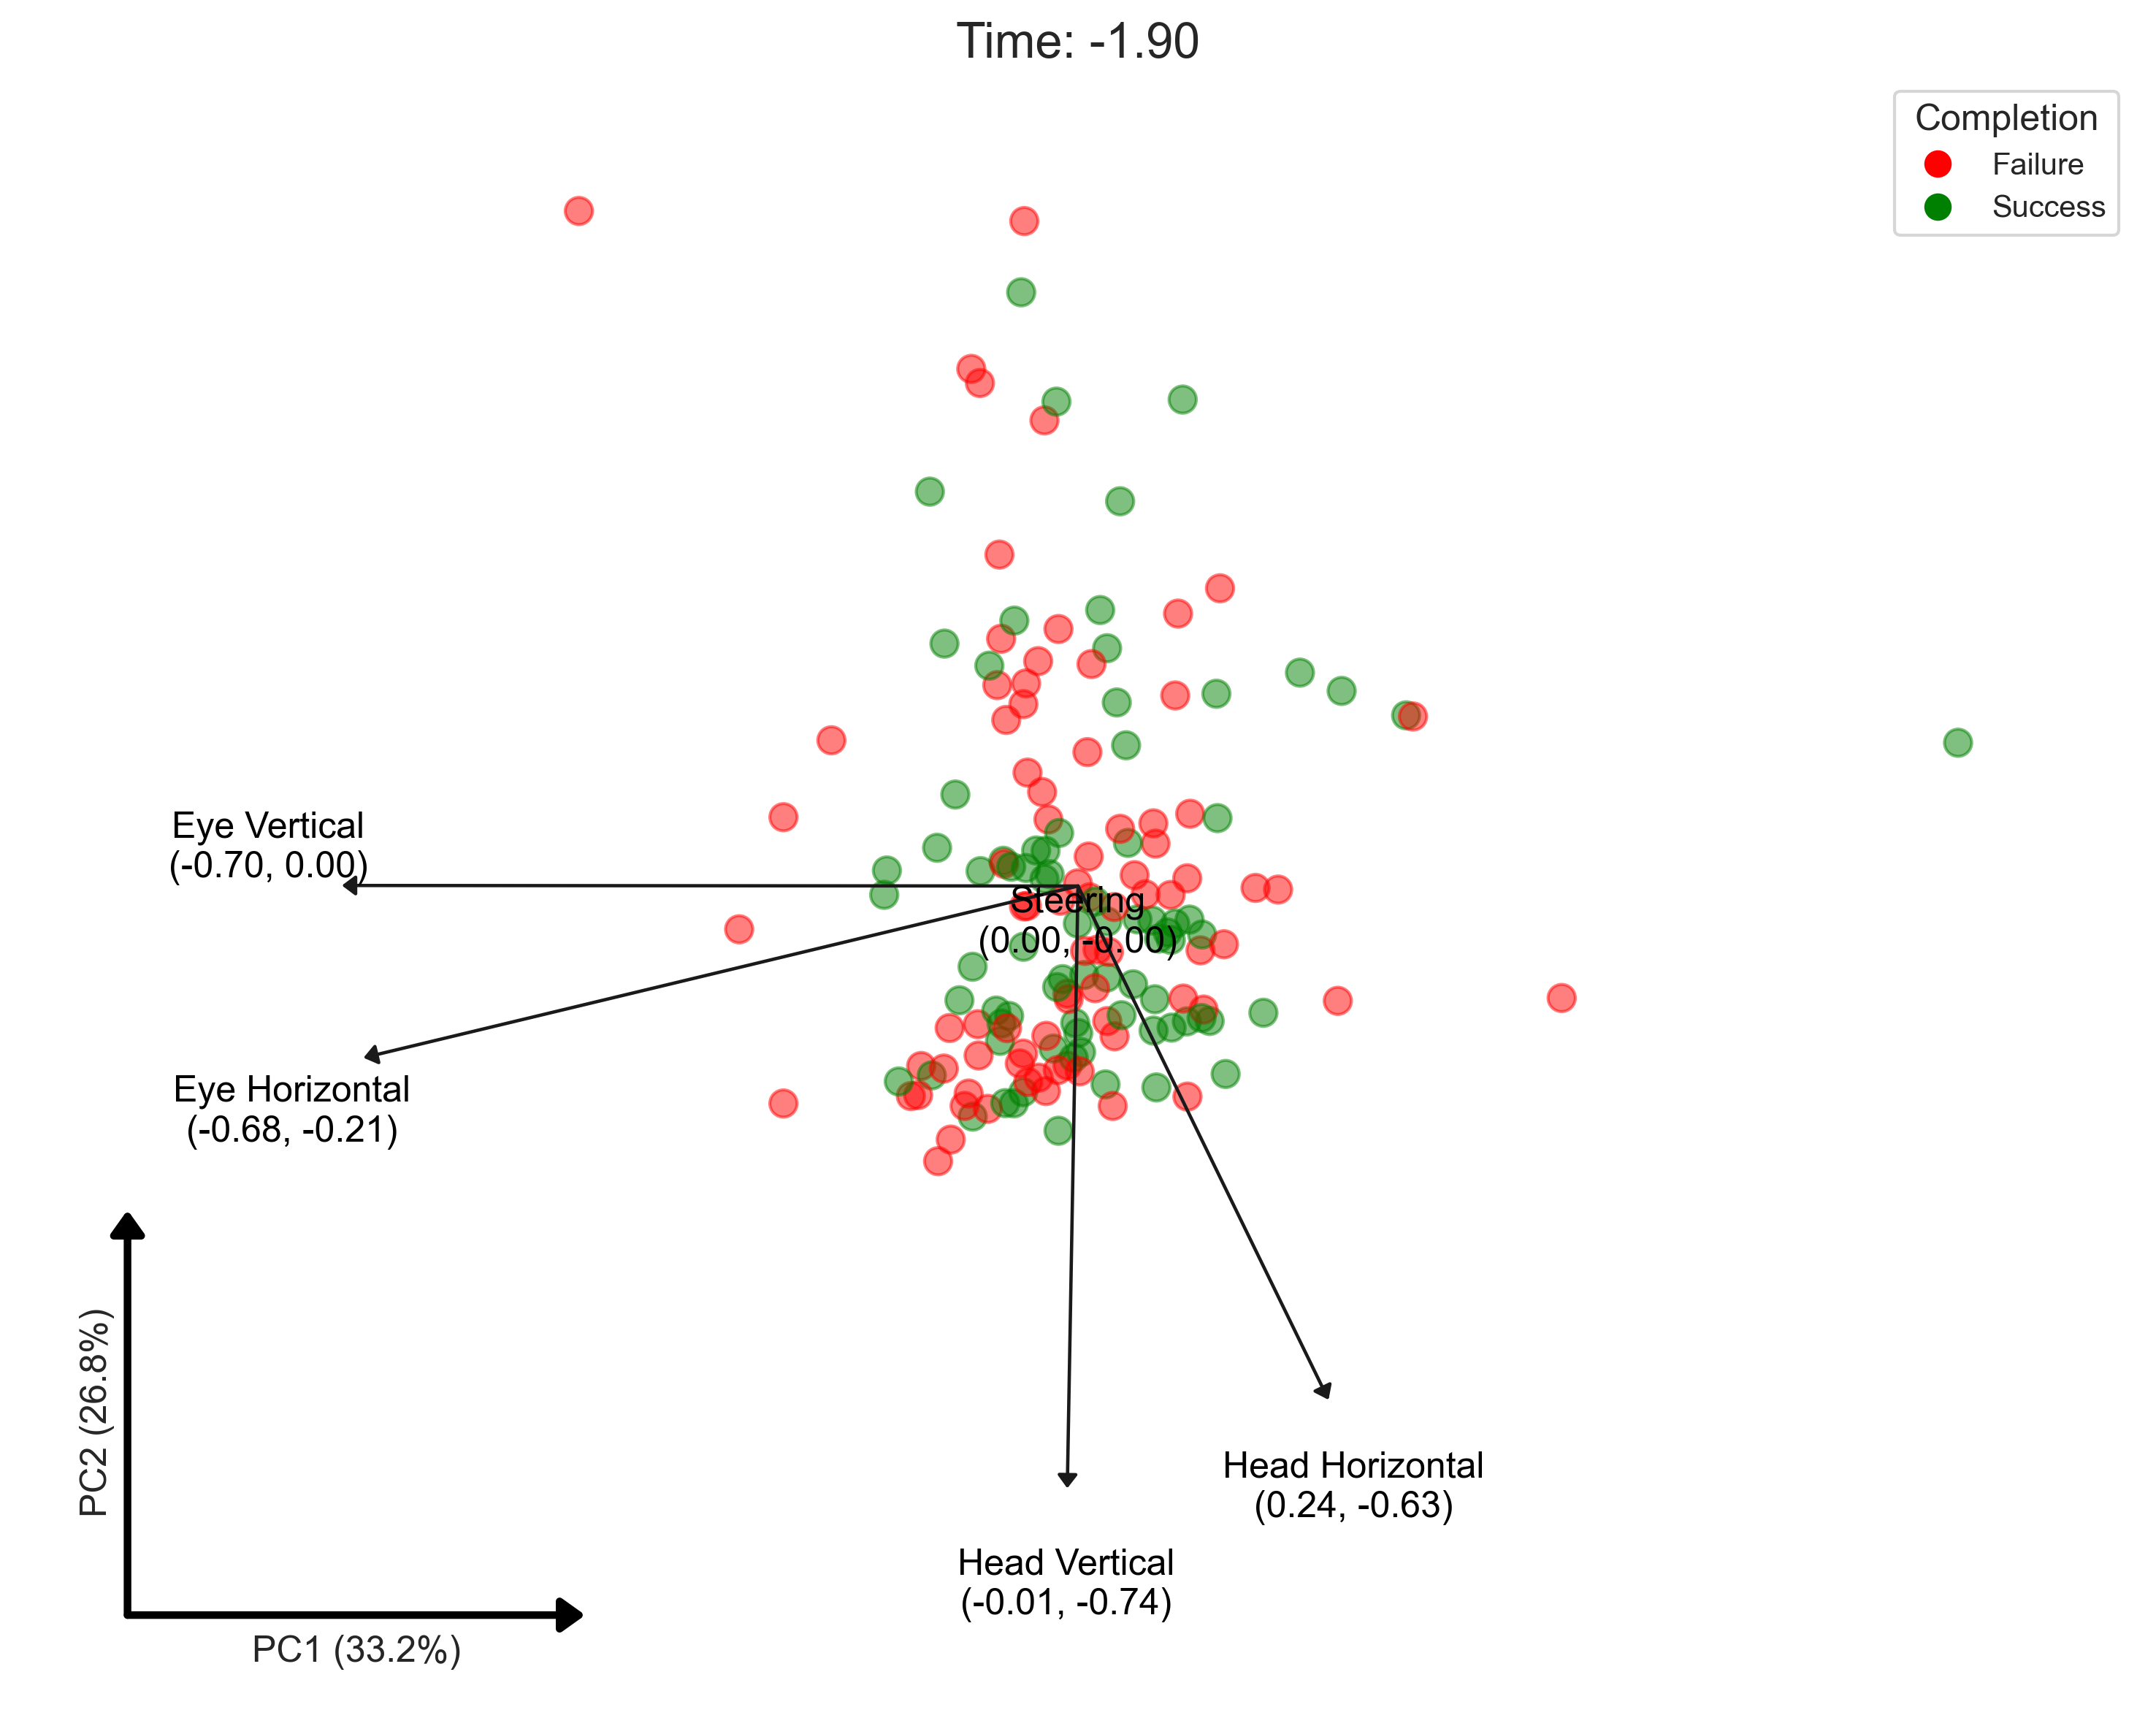 Time: -1.90
Completion
Failure
Success
Eye Vertical
(-0.70, 0.00)
Steering
(0.00, -0.00)
Eye Horizontal
(-0.68, -0.21)
Head Horizontal
(0.24, -0.63)
Head Vertical
(-0.01, -0.74)
PC2 (26.8%)
PC1 (33.2%)